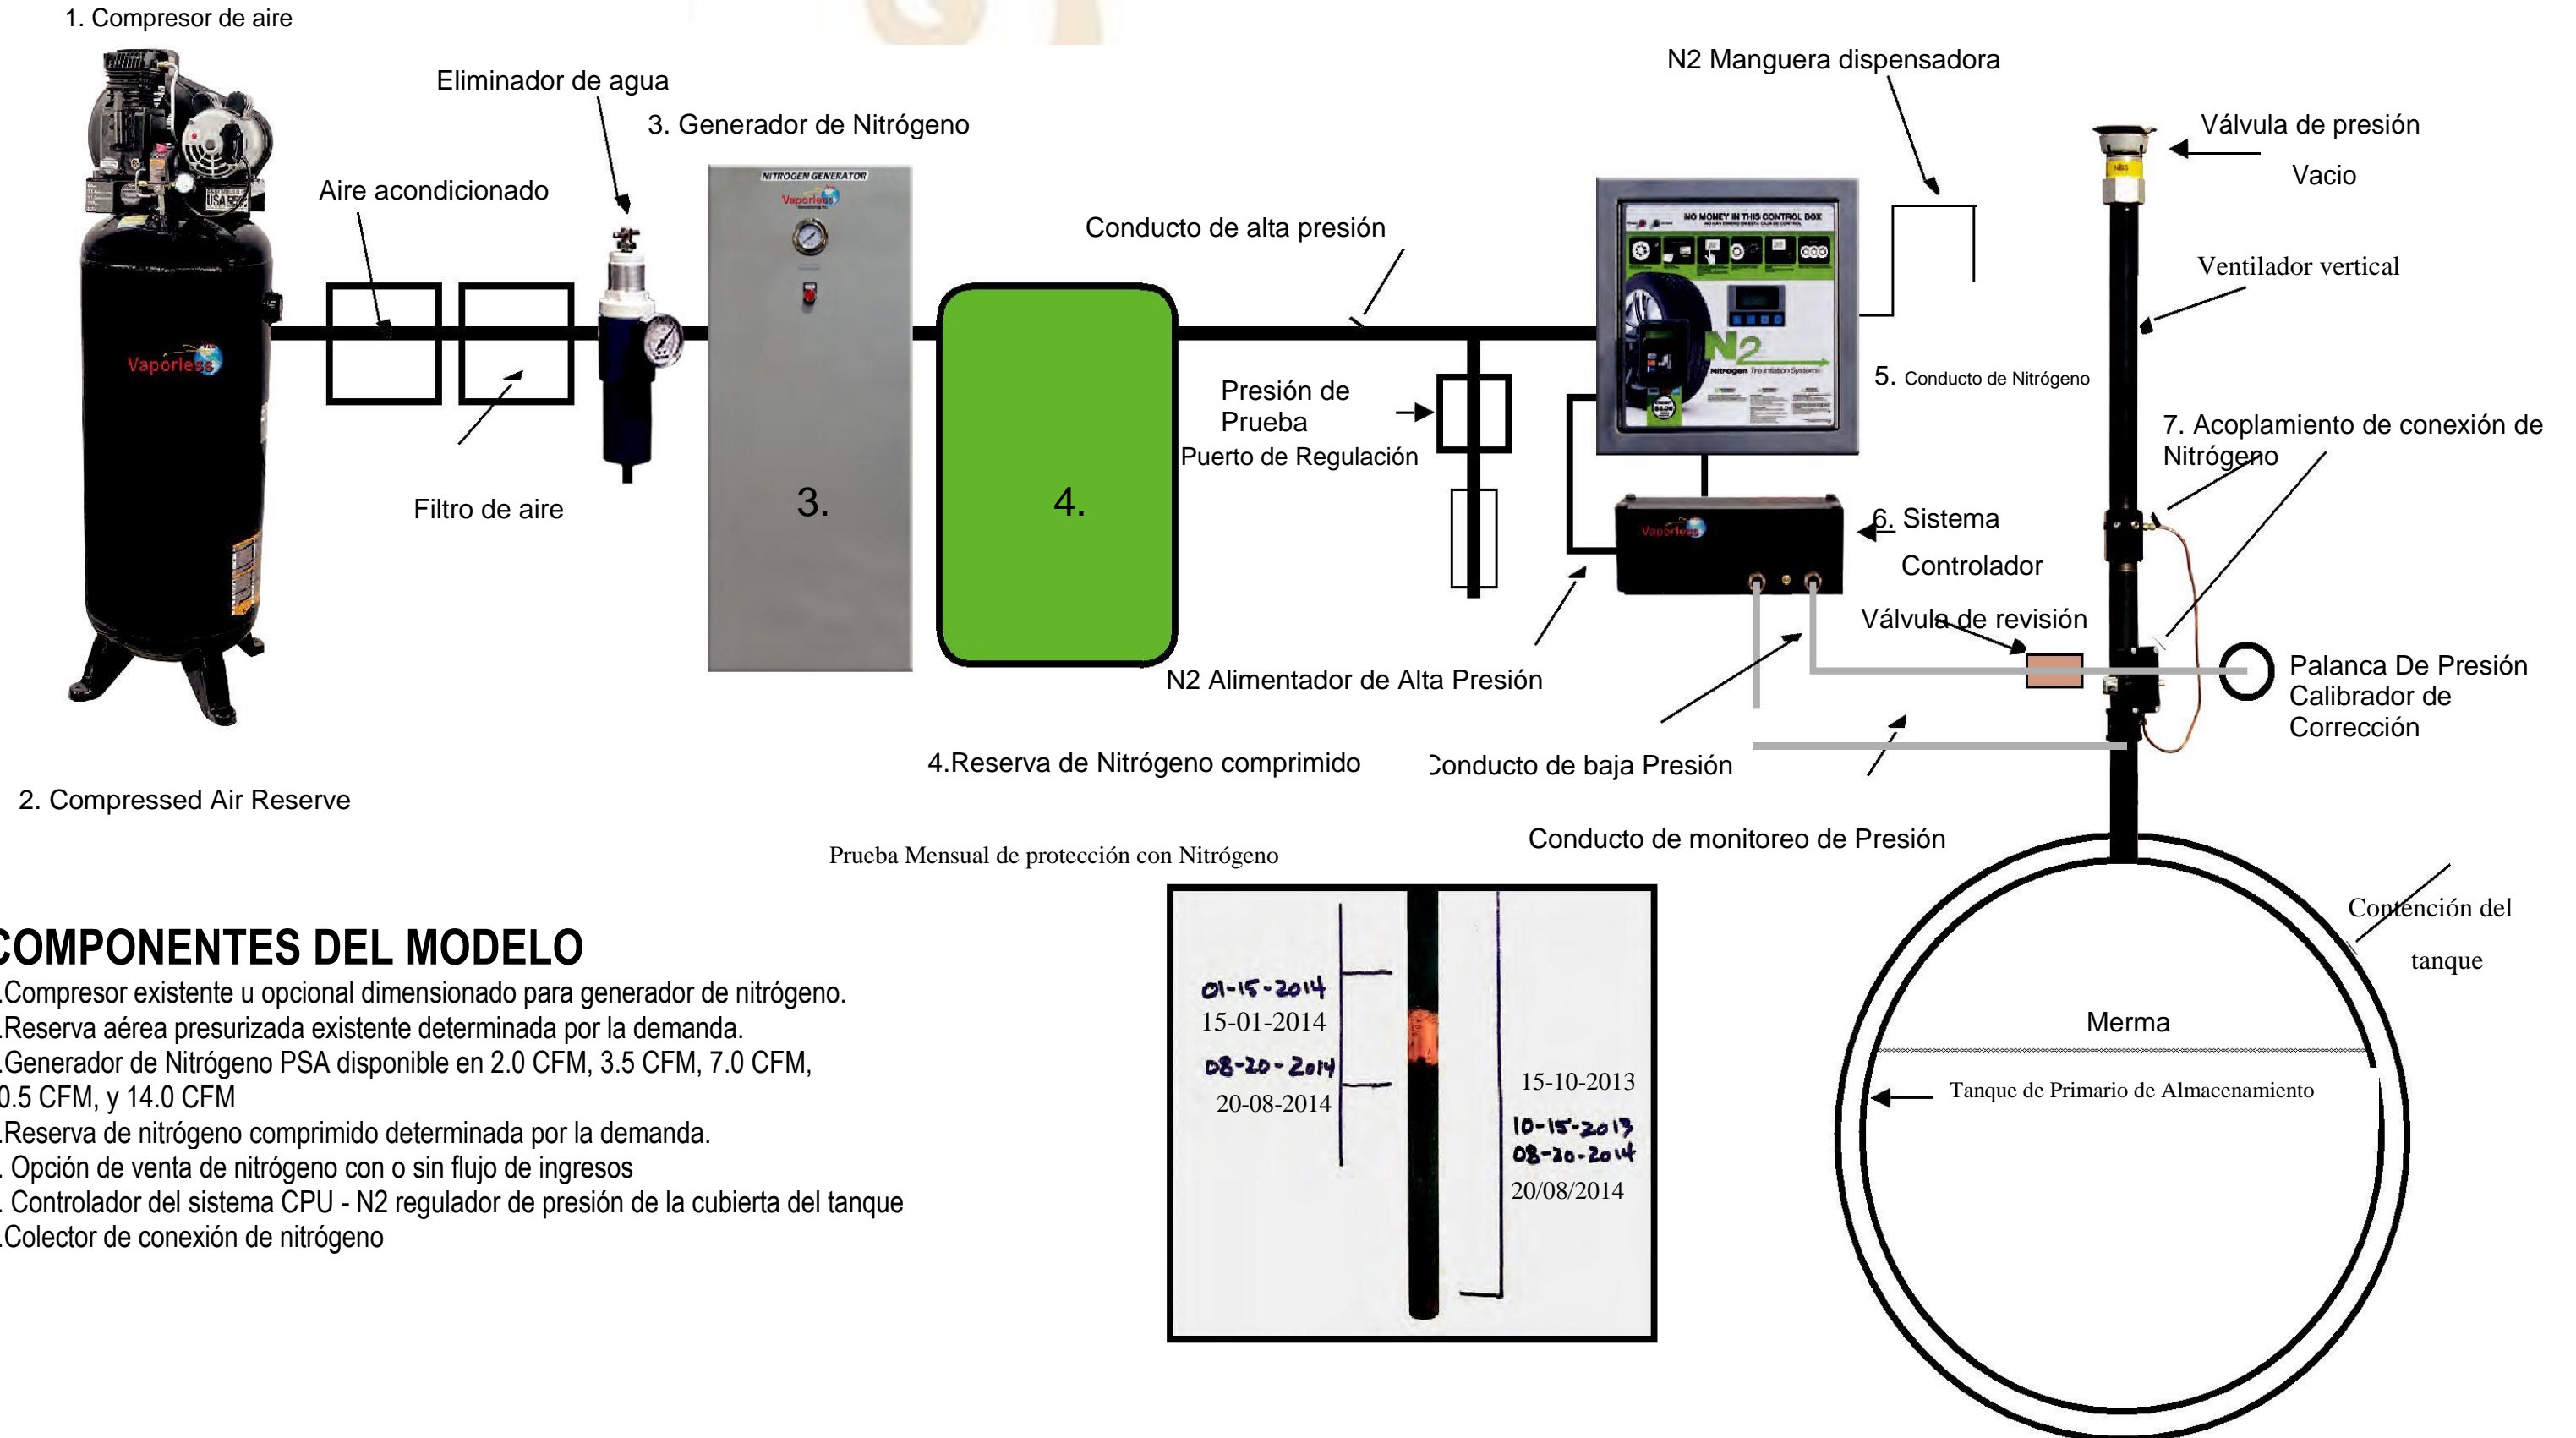 1. Compresor de aire
Eliminador de agua
3. Generador de Nitrógeno
Aire acondicionado
Filtro de aire
Vaporless
USA
NITROGEN GENERATOR
Vaporless
3.
4.
Conducto de alta presión
Presión de
Prueba
Puerto de Regulación
N2 Manguera dispensadora
NO MONEY IN THIS CONTROL BOX
N2
Nitrogen Tire Inflation Systems
5. Conducto de Nitrógeno
Válvula de presión
Vacio
Ventilador vertical
7. Acoplamiento de conexión de
Nitrógeno
Vaporless
6. Sistema
Controlador
Válvula de revisión
N2 Alimentador de Alta Presión
Palanca De Presión
Calibrador de
Corrección
4.Reserva de Nitrógeno comprimido
Conducto de baja Presión
2. Compressed Air Reserve
Conducto de monitoreo de Presión
Prueba Mensual de protección con Nitrógeno
01-15-2014
15-01-2014
08-20-2014
20-08-2014
15-10-2013
10-15-2013
08-20-2014
20/08/2014
Contención del
tanque
Merma
Tanque de Primario de Almacenamiento
COMPONENTES DEL MODELO
.Compresor existente u opcional dimensionado para generador de nitrógeno.
.Reserva aérea presurizada existente determinada por la demanda.
.Generador de Nitrógeno PSA disponible en 2.0 CFM, 3.5 CFM, 7.0 CFM,
0.5 CFM, y 14.0 CFM
.Reserva de nitrógeno comprimido determinada por la demanda.
. Opción de venta de nitrógeno con o sin flujo de ingresos
. Controlador del sistema CPU - N2 regulador de presión de la cubierta del tanque
.Colector de conexión de nitrógeno